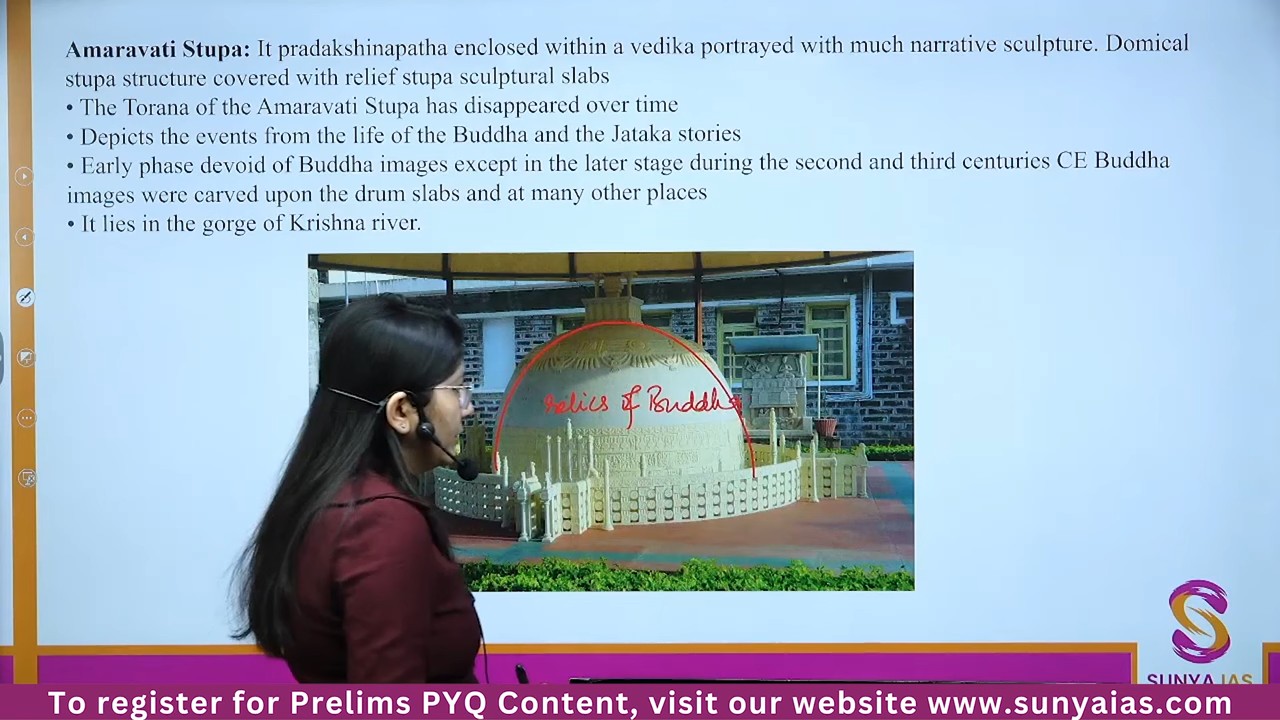 Amaravati Stupa: It pradakshinapatha enclosed within a vedika portrayed with much narrative sculpture. Domical
stupa structure covered with relief stupa sculptural slabs
• The Torana of the Amaravati Stupa has disappeared over time
• Depicts the events from the life of the Buddha and the Jataka stories
• Early phase devoid of Buddha images except in the later stage during the second and third centuries CE Buddha
images were carved upon the drum slabs and at many other places
• It lies in the gorge of Krishna river.
relics of Buddha
SUNYA IAS
To register for Prelims PYQ Content, visit our website www.sunyaias.com